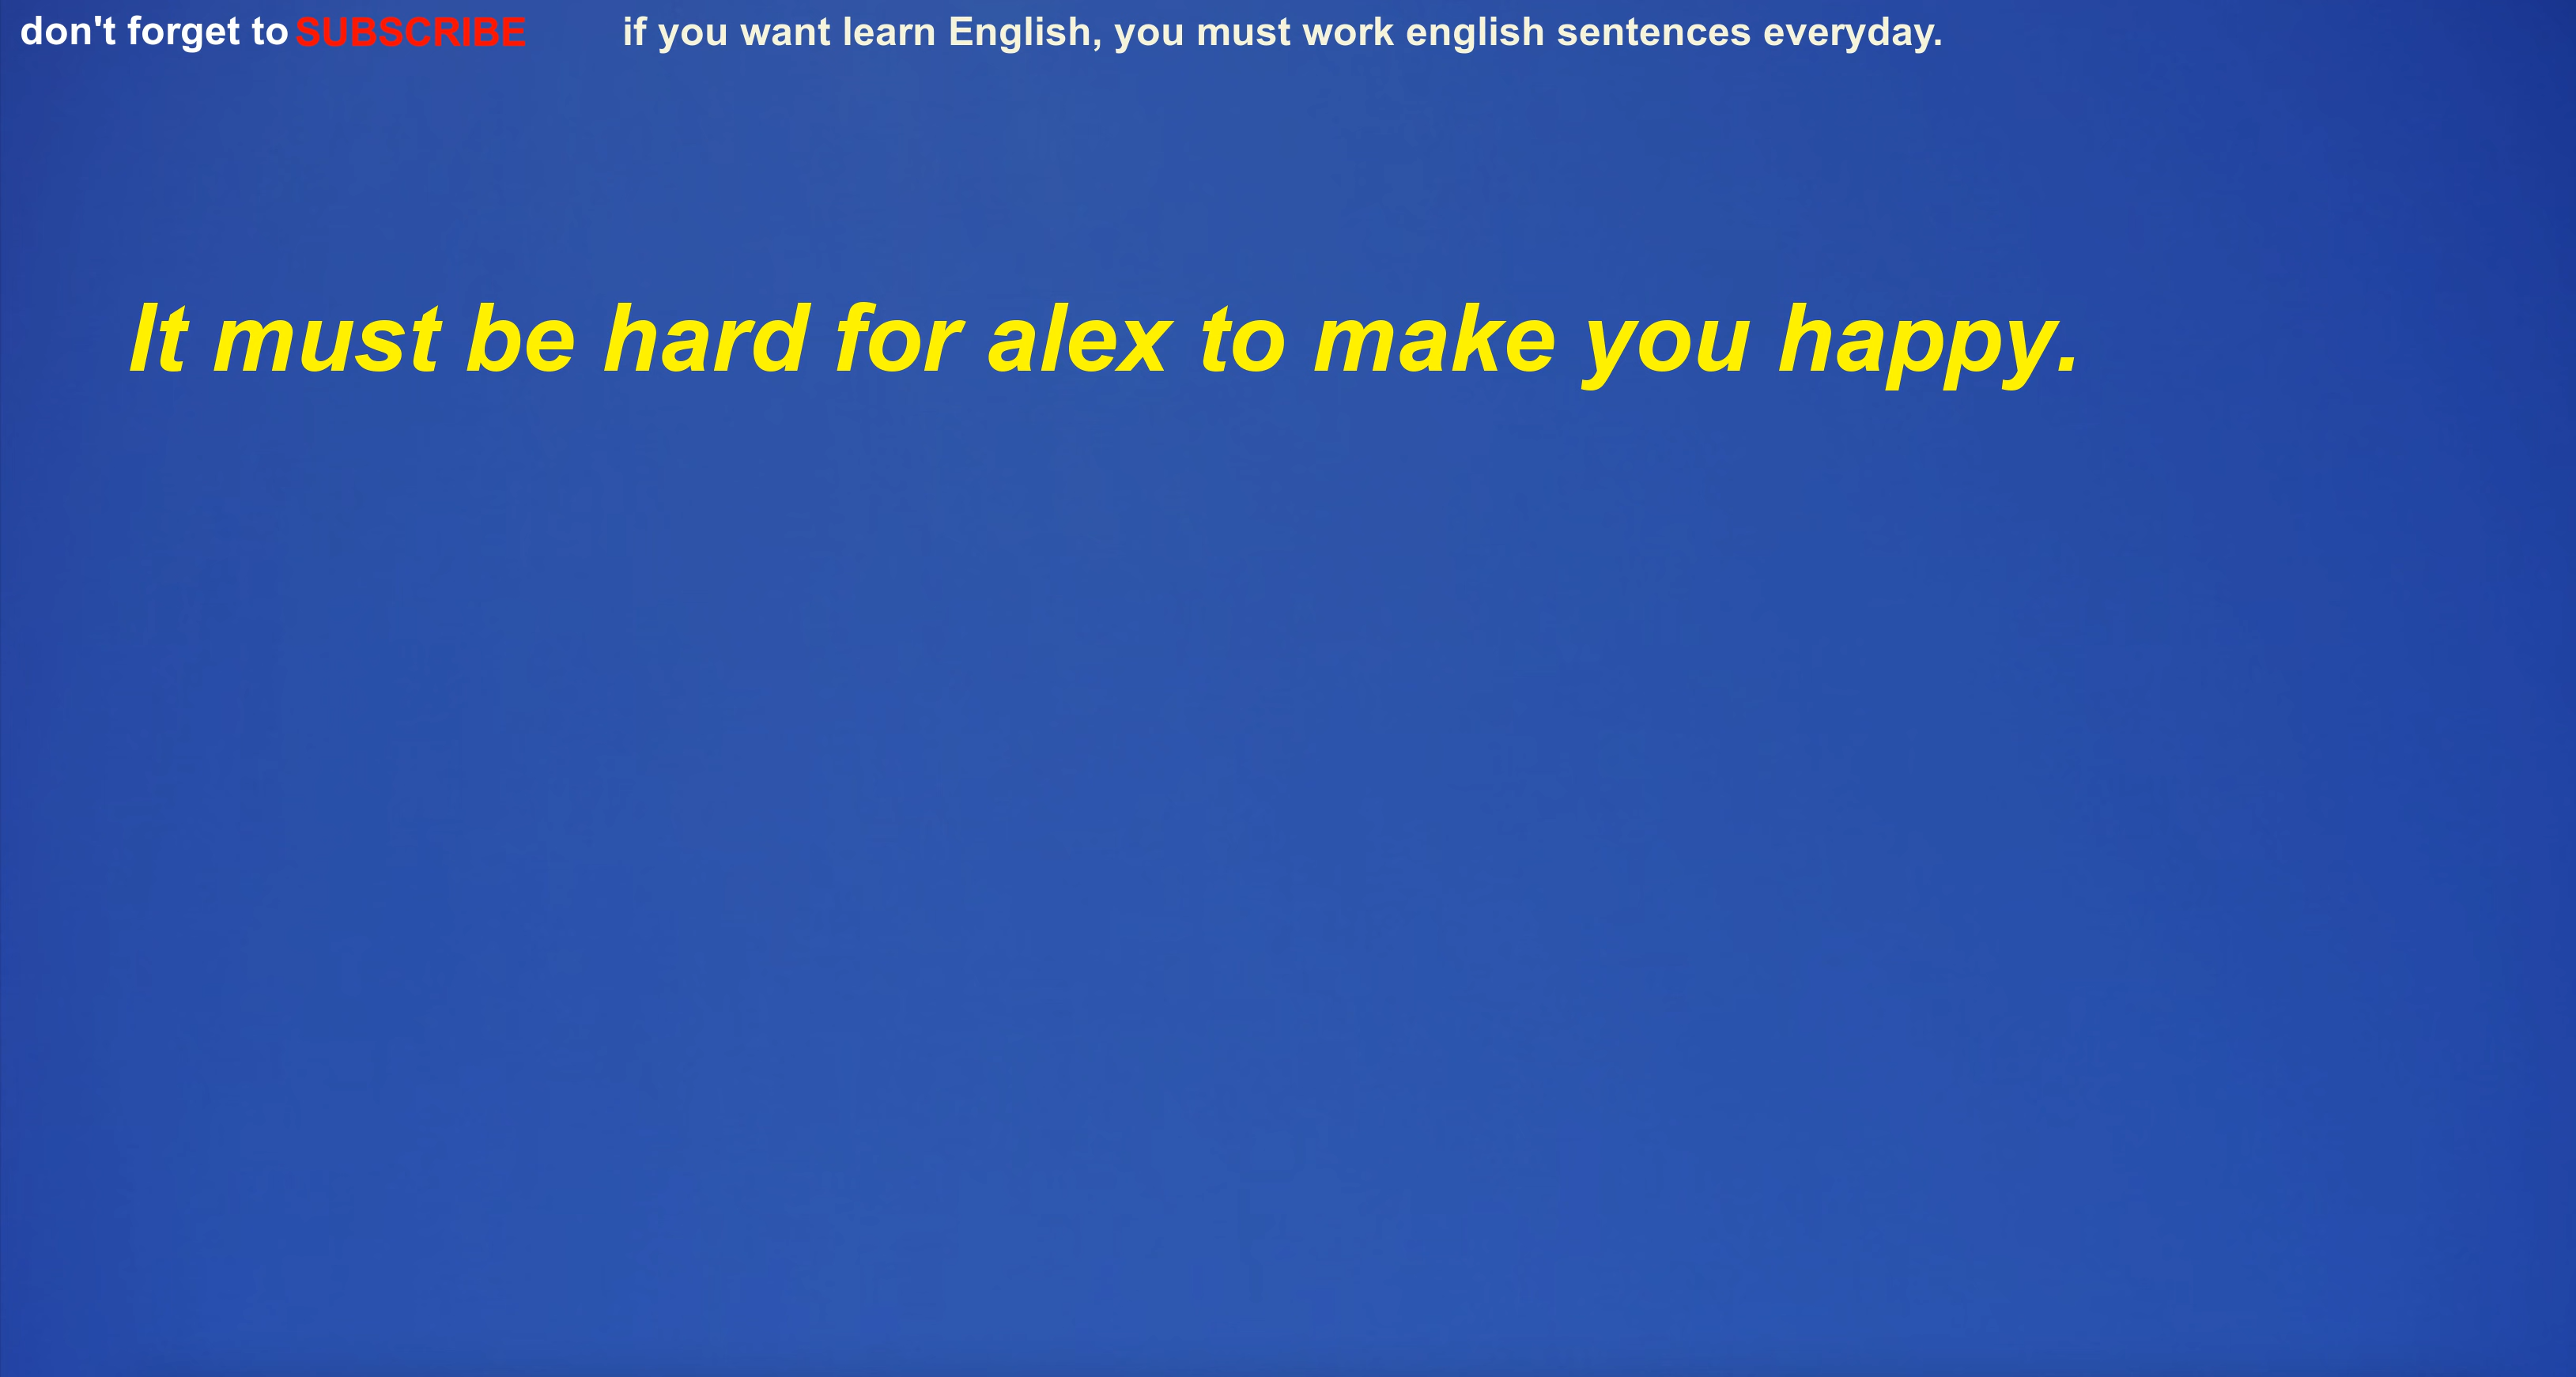 don't forget to SUBSCRIBE if you want learn English, you must work english sentences everyday.
It must be hard for alex to make you happy.